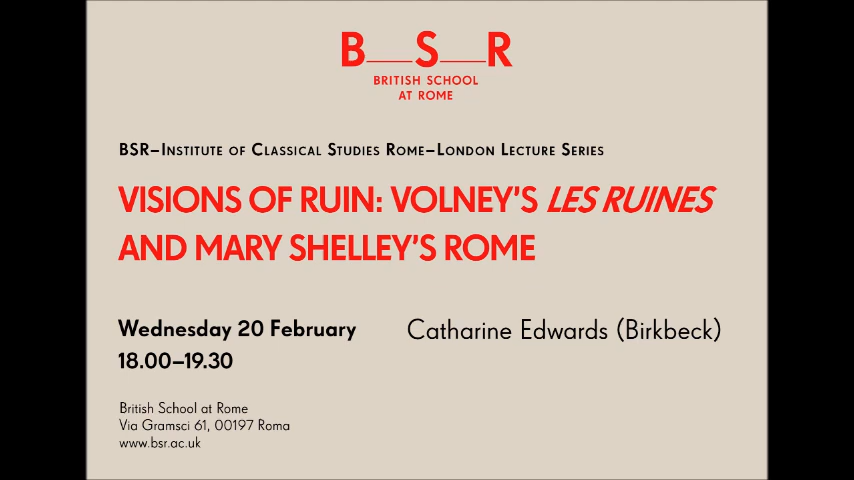 B__S__R
BRITISH SCHOOL
AT ROME
BSR–INSTITUTE OF CLASSICAL STUDIES ROME–LONDON LECTURE SERIES
VISIONS OF RUIN: VOLNEY'S LES RUINES
AND MARY SHELLEY'S ROME
Wednesday 20 February
Catharine Edwards (Birkbeck)
18.00–19.30
British School at Rome
Via Gramsci 61, 00197 Roma
www.bsr.ac.uk